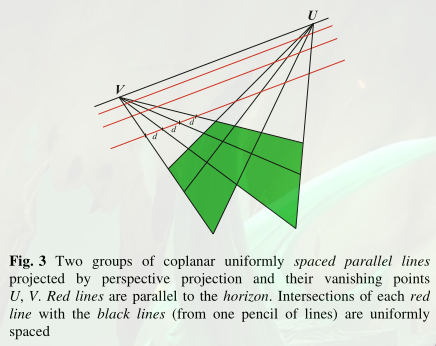 U
V
d
d
d
Fig. 3 Two groups of coplanar uniformly spaced parallel lines
projected by perspective projection and their vanishing points
U, V. Red lines are parallel to the horizon. Intersections of each red
line with the black lines (from one pencil of lines) are uniformly
spaced